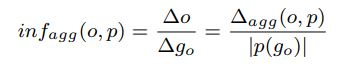 inf_{agg}(o, p) = \frac{\Delta o}{\Delta g_o} = \frac{\Delta_{agg}(o, p)}{|p(g_o)|}